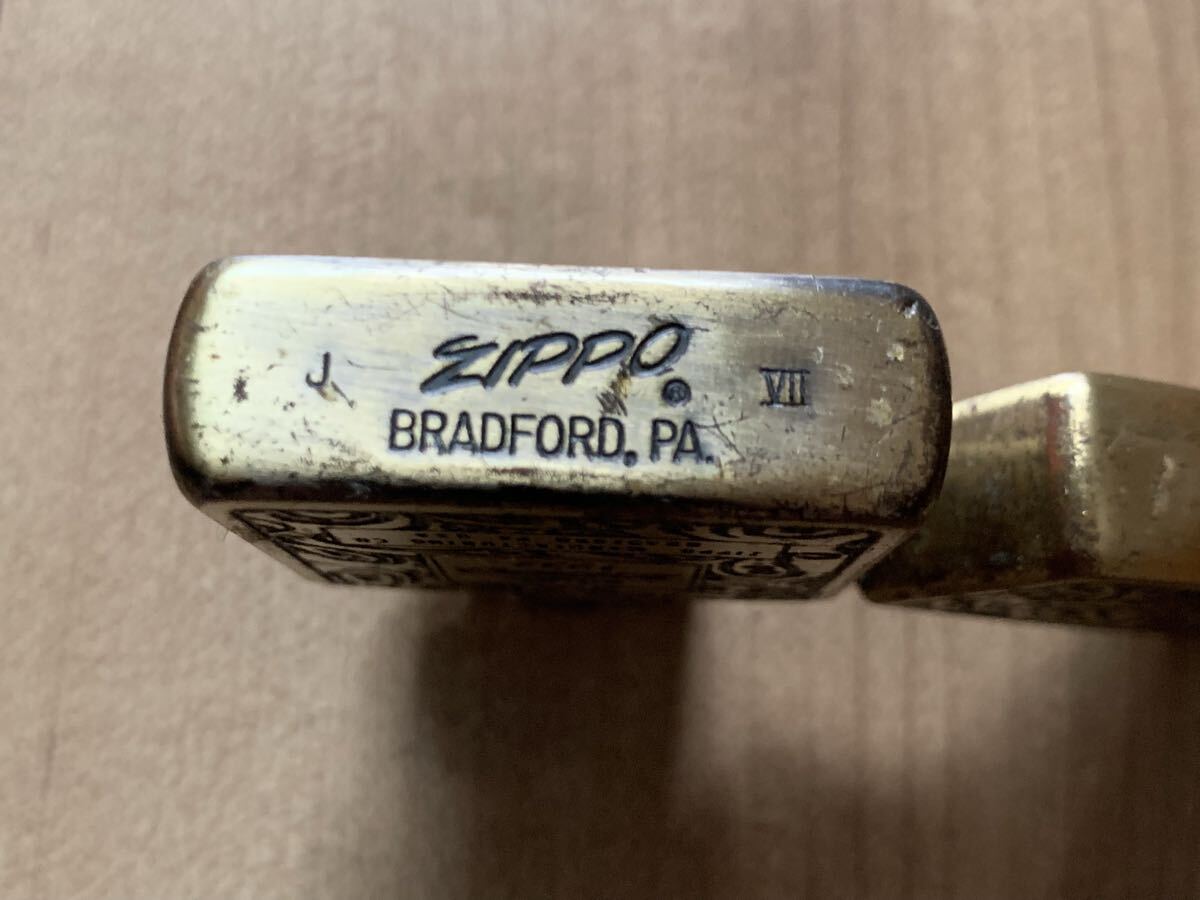 J ZIPPO ® VII
BRADFORD, PA.